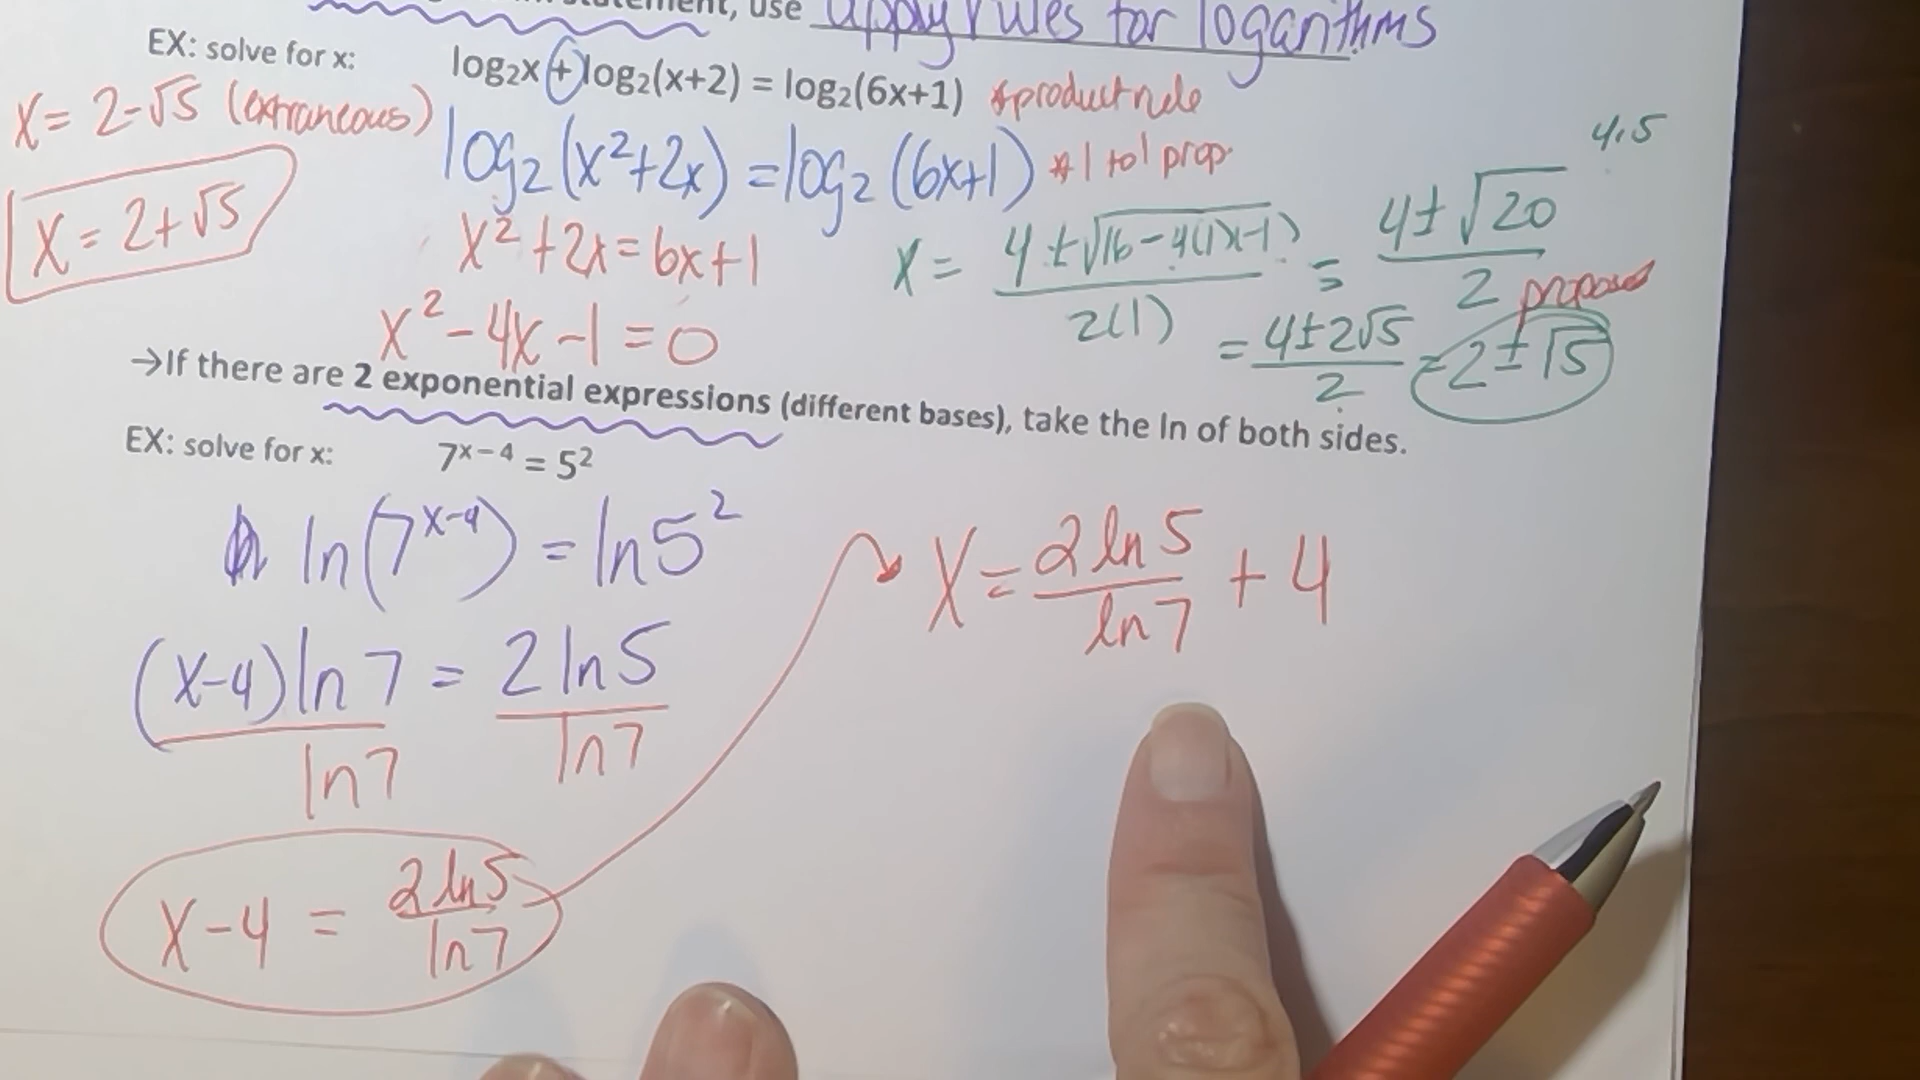 statement, use apply rules for logarithms
EX: solve for x: log₂x + log₂(x+2) = log₂(6x+1) *product rule
x = 2-√5 (extraneous)
log₂(x²+2x) = log₂(6x+1) *1 to 1 prop.
x = 2+√5
x²+2x = 6x+1
x² - 4x - 1 = 0
4.5
x = 4±√16-4(1)(-1) / 2(1) = 4±√20 / 2
= 4±2√5 / 2 = 2±√5
→If there are 2 exponential expressions (different bases), take the ln of both sides.
EX: solve for x: 7ˣ⁻⁴ = 5²
ln(7ˣ⁻⁴) = ln5²
(x-4)ln7 / ln7 = 2ln5 / ln7
x-4 = 2ln5 / ln7
x = 2ln5 / ln7 + 4